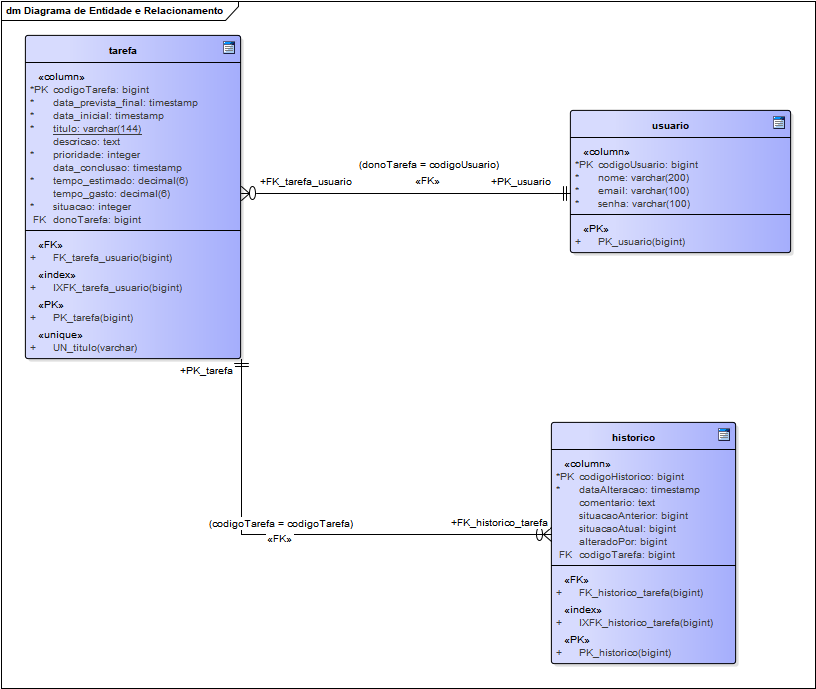 dm Diagrama de Entidade e Relacionamento
tarefa
«column»
*PK codigoTarefa: bigint
* data_prevista_final: timestamp
* data_inicial: timestamp
* titulo: varchar(144)
descricao: text
* prioridade: integer
data_conclusao: timestamp
* tempo_estimado: decimal(6)
tempo_gasto: decimal(6)
* situacao: integer
FK donoTarefa: bigint
«FK»
+ FK_tarefa_usuario(bigint)
«index»
+ IXFK_tarefa_usuario(bigint)
«PK»
+ PK_tarefa(bigint)
«unique»
+ UN_titulo(varchar)
(donoTarefa = codigoUsuario)
+FK_tarefa_usuario
«FK»
+PK_usuario
usuario
«column»
*PK codigoUsuario: bigint
* nome: varchar(200)
* email: varchar(100)
* senha: varchar(100)
«PK»
+ PK_usuario(bigint)
+PK_tarefa
(codigoTarefa = codigoTarefa)
«FK»
+FK_historico_tarefa
historico
«column»
*PK codigoHistorico: bigint
* dataAlteracao: timestamp
comentario: text
situacaoAnterior: bigint
situacaoAtual: bigint
alteradoPor: bigint
FK codigoTarefa: bigint
«FK»
+ FK_historico_tarefa(bigint)
«index»
+ IXFK_historico_tarefa(bigint)
«PK»
+ PK_historico(bigint)